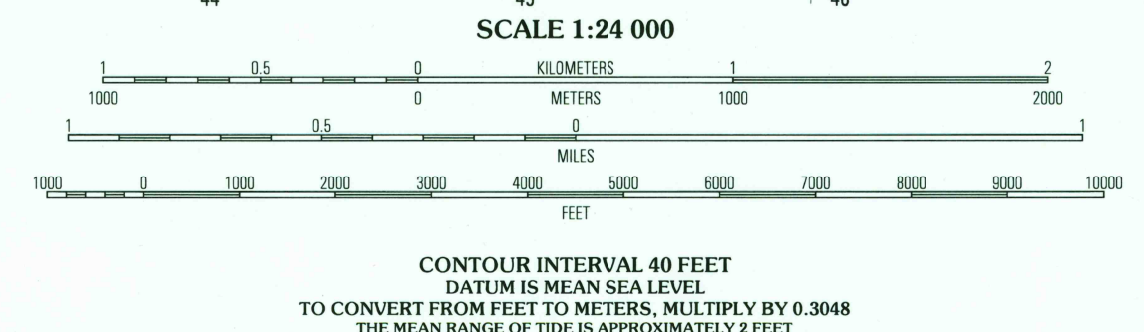 44 45 46
SCALE 1:24 000
1 0.5 0 KILOMETERS 1 2
1000 0 METERS 1000 2000
1 0.5 0 1
MILES
1000 0 1000 2000 3000 4000 5000 6000 7000 8000 9000 10000
FEET
CONTOUR INTERVAL 40 FEET
DATUM IS MEAN SEA LEVEL
TO CONVERT FROM FEET TO METERS, MULTIPLY BY 0.3048
THE MEAN RANGE OF TIDE IS APPROXIMATELY 2 FEET